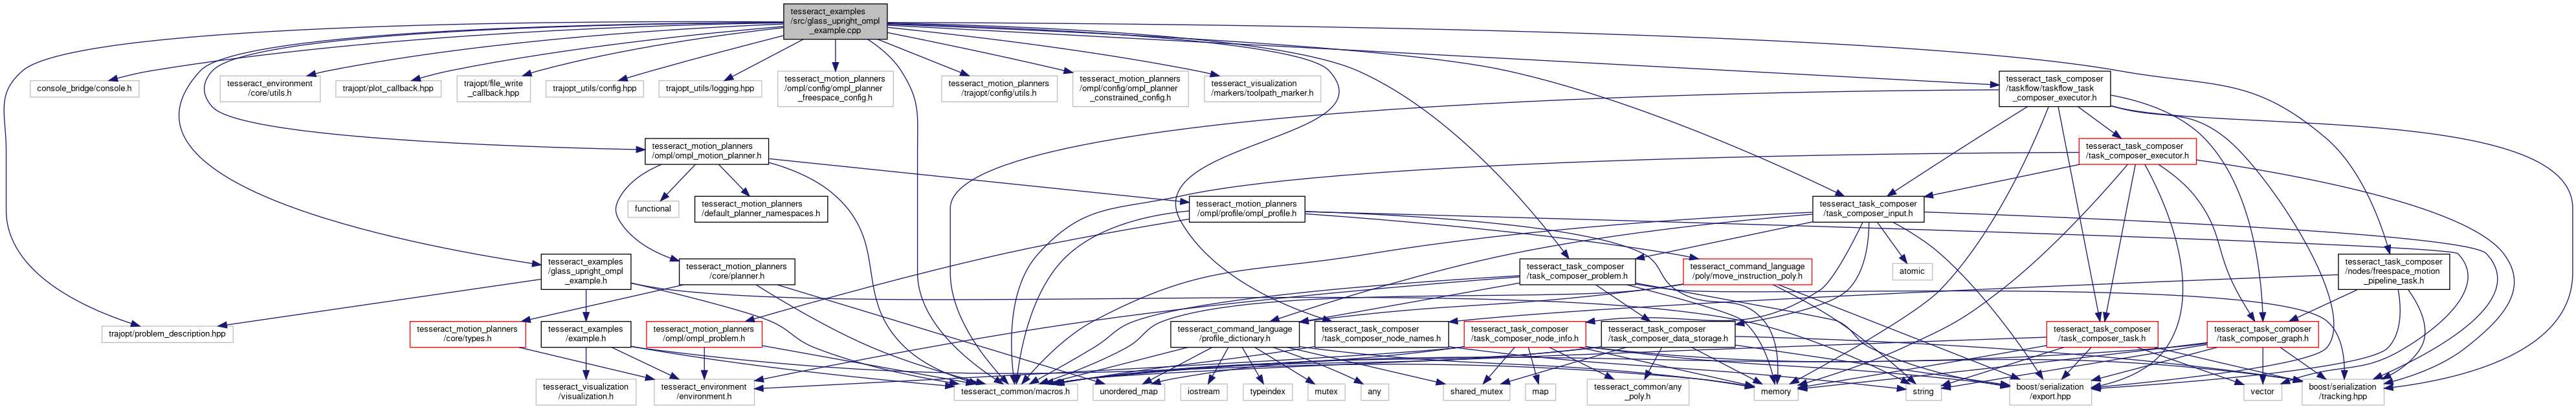 tesseract_examples
/src/glass_upright_ompl
_example.cpp
console_bridge/console.h
tesseract_environment
/core/utils.h
trajopt/plot_callback.hpp
trajopt/file_write
_callback.hpp
trajopt_utils/config.hpp
trajopt_utils/logging.hpp
tesseract_motion_planners
/ompl/config/ompl_planner
_freespace_config.h
tesseract_motion_planners
/trajopt/config/utils.h
tesseract_motion_planners
/ompl/config/ompl_planner
_constrained_config.h
tesseract_visualization
/markers/toolpath_marker.h
tesseract_task_composer
/taskflow/taskflow_task
_composer_executor.h
tesseract_motion_planners
/ompl/ompl_motion_planner.h
tesseract_task_composer
/task_composer_executor.h
functional
tesseract_motion_planners
/default_planner_namespaces.h
tesseract_motion_planners
/ompl/profile/ompl_profile.h
tesseract_task_composer
/task_composer_input.h
tesseract_examples
/glass_upright_ompl
_example.h
tesseract_motion_planners
/core/planner.h
tesseract_task_composer
/task_composer_problem.h
tesseract_command_language
/poly/move_instruction_poly.h
atomic
tesseract_task_composer
/nodes/freespace_motion
_pipeline_task.h
trajopt/problem_description.hpp
tesseract_motion_planners
/core/types.h
tesseract_examples
/example.h
tesseract_motion_planners
/ompl/ompl_problem.h
tesseract_command_language
/profile_dictionary.h
tesseract_task_composer
/task_composer_node_names.h
tesseract_task_composer
/task_composer_node_info.h
tesseract_task_composer
/task_composer_data_storage.h
tesseract_task_composer
/task_composer_task.h
tesseract_task_composer
/task_composer_graph.h
tesseract_visualization
/visualization.h
tesseract_environment
/environment.h
tesseract_common/macros.h
unordered_map
iostream
typeindex
mutex
any
shared_mutex
map
tesseract_common/any
_poly.h
memory
string
boost/serialization
/export.hpp
vector
boost/serialization
/tracking.hpp